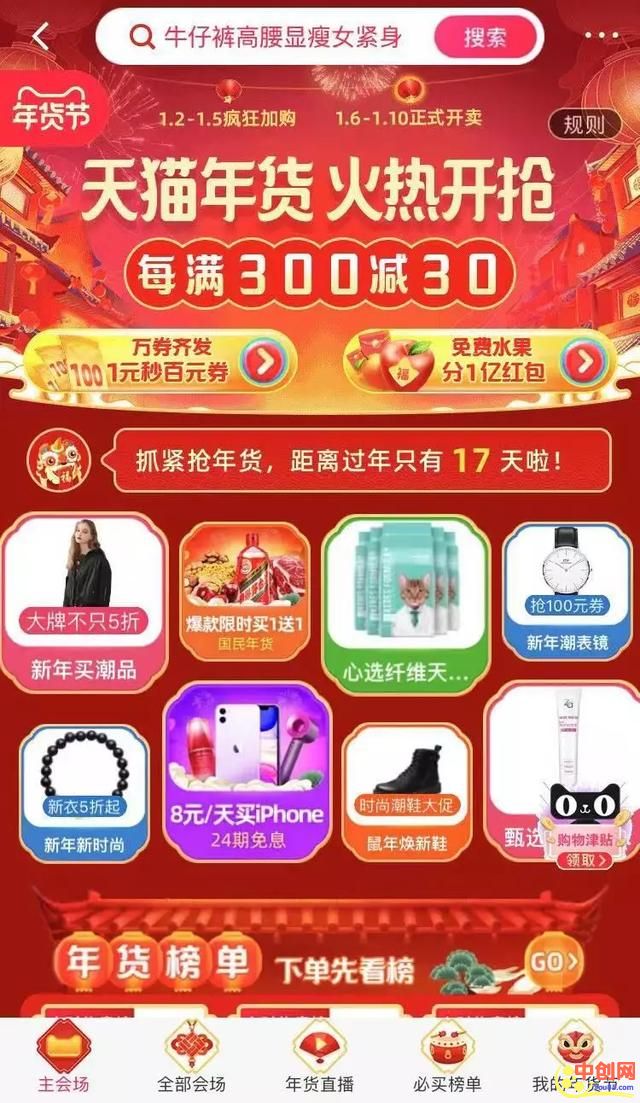 牛仔裤高腰显瘦女紧身
搜索
年货节
1.2-1.5疯狂加购
1.6-1.10正式开卖
规则
天猫年货 火热开抢
每满300减30
万券齐发
100
1元秒百元券
免费水果
福
分1亿红包
抓紧抢年货，距离过年只有 17 天啦！
大牌不只5折
新年买潮品
爆款限时买1送1
国民年货
心选纤维天...
抢100元券
新年潮表镜
新衣5折起
新年新时尚
8元/天买iPhone
24期免息
时尚潮鞋大促
鼠年焕新鞋
甄选
购物津贴
领取
年货榜单
下单先看榜
GO
主会场
全部会场
年货直播
必买榜单
我的年货节
中创网